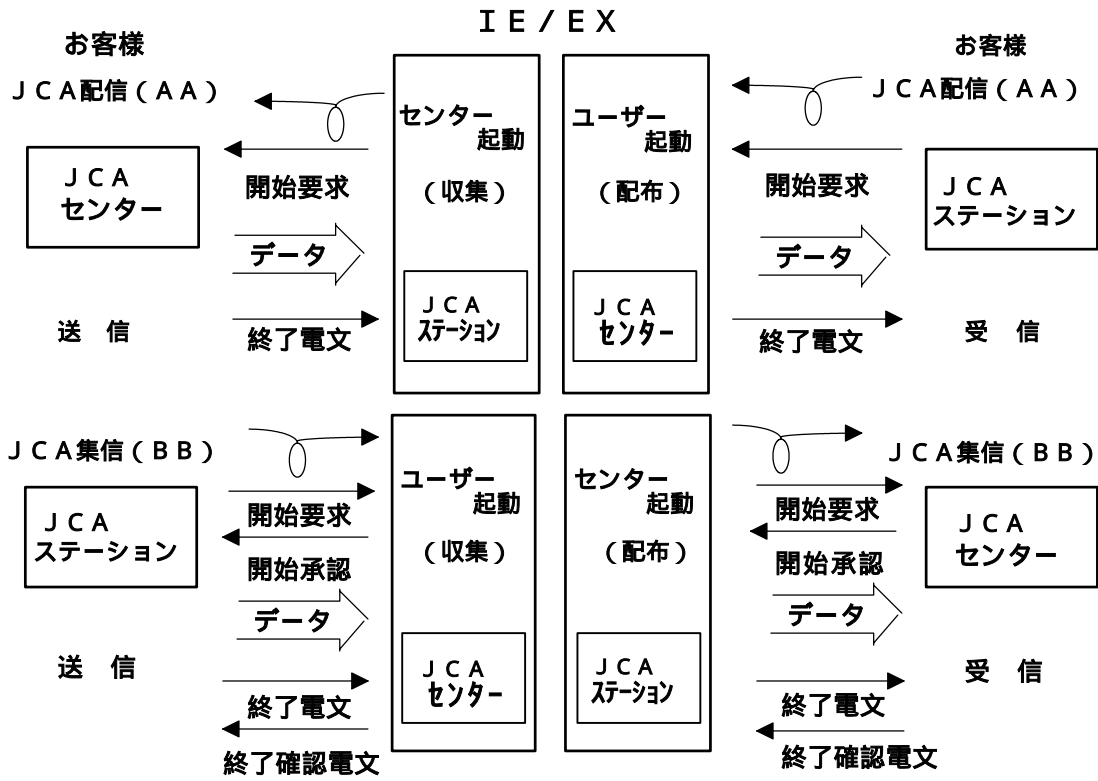 ＩＥ/ＥＸ
お客様
ＪＣＡ配信(ＡＡ)
ＪＣＡ
センター
送　信
開始要求
データ
終了電文
センター
起動
(収集)
ＪＣＡ
ステーション
ユーザー
起動
(配布)
ＪＣＡ
センター
お客様
ＪＣＡ配信(ＡＡ)
開始要求
データ
終了電文
ＪＣＡ
ステーション
受　信
ＪＣＡ集信(ＢＢ)
ＪＣＡ
ステーション
送　信
開始要求
開始承認
データ
終了電文
終了確認電文
ユーザー
起動
(収集)
ＪＣＡ
センター
センター
起動
(配布)
ＪＣＡ
ステーション
ＪＣＡ集信(ＢＢ)
開始要求
開始承認
データ
終了電文
終了確認電文
ＪＣＡ
センター
受　信